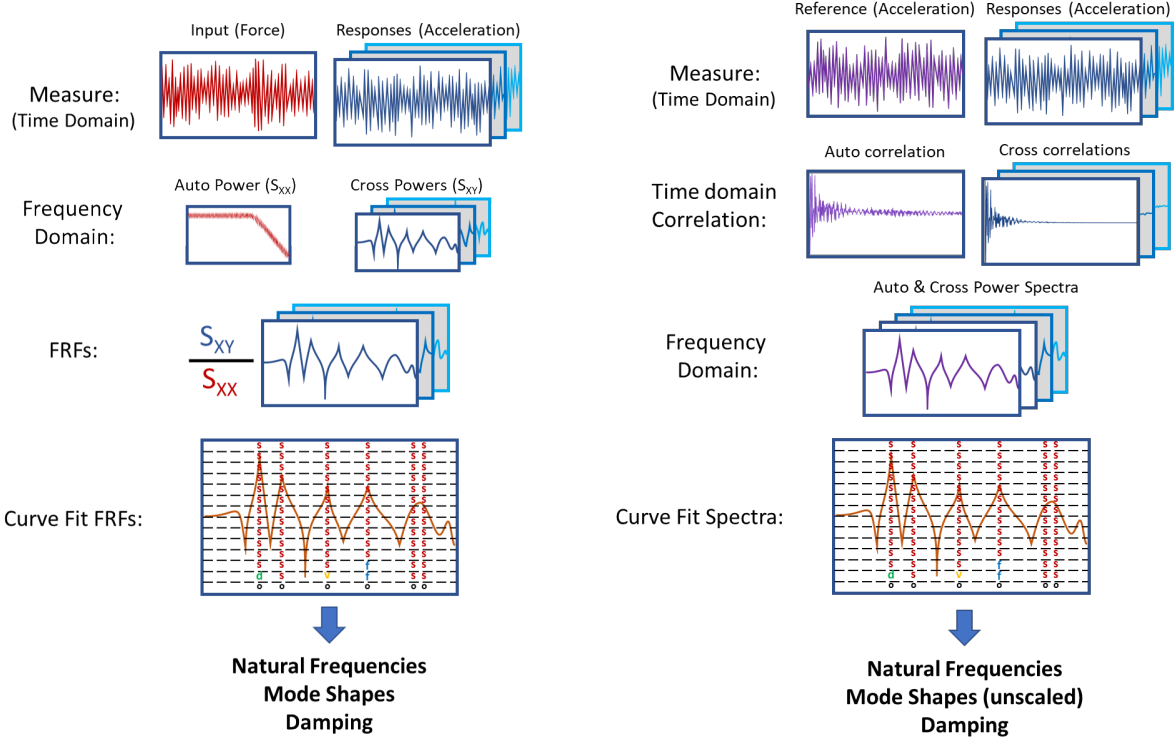 Input (Force)
Responses (Acceleration)
Measure:
(Time Domain)
Auto Power (SXX)
Cross Powers (SXY)
Frequency
Domain:
FRFs:
SXY
SXX
Curve Fit FRFs:
s s s s s s
s s s s s s
s s s s s s
s s s s s s
s s s s s s
s s s s s s
s s s s s s
s s s s s s
s s s s s s
s s s s s s
s s s s s s
s s s f s s
d s v f s s
o o o o o o
Natural Frequencies
Mode Shapes
Damping
Reference (Acceleration)
Responses (Acceleration)
Measure:
(Time Domain)
Auto correlation
Cross correlations
Time domain
Correlation:
Auto & Cross Power Spectra
Frequency
Domain:
Curve Fit Spectra:
s s s s s s
s s s s s s
s s s s s s
s s s s s s
s s s s s s
s s s s s s
s s s s s s
s s s s s s
s s s s s s
s s s s s s
s s s s s s
s s s f s s
d s v f s s
o o o o o o
Natural Frequencies
Mode Shapes (unscaled)
Damping